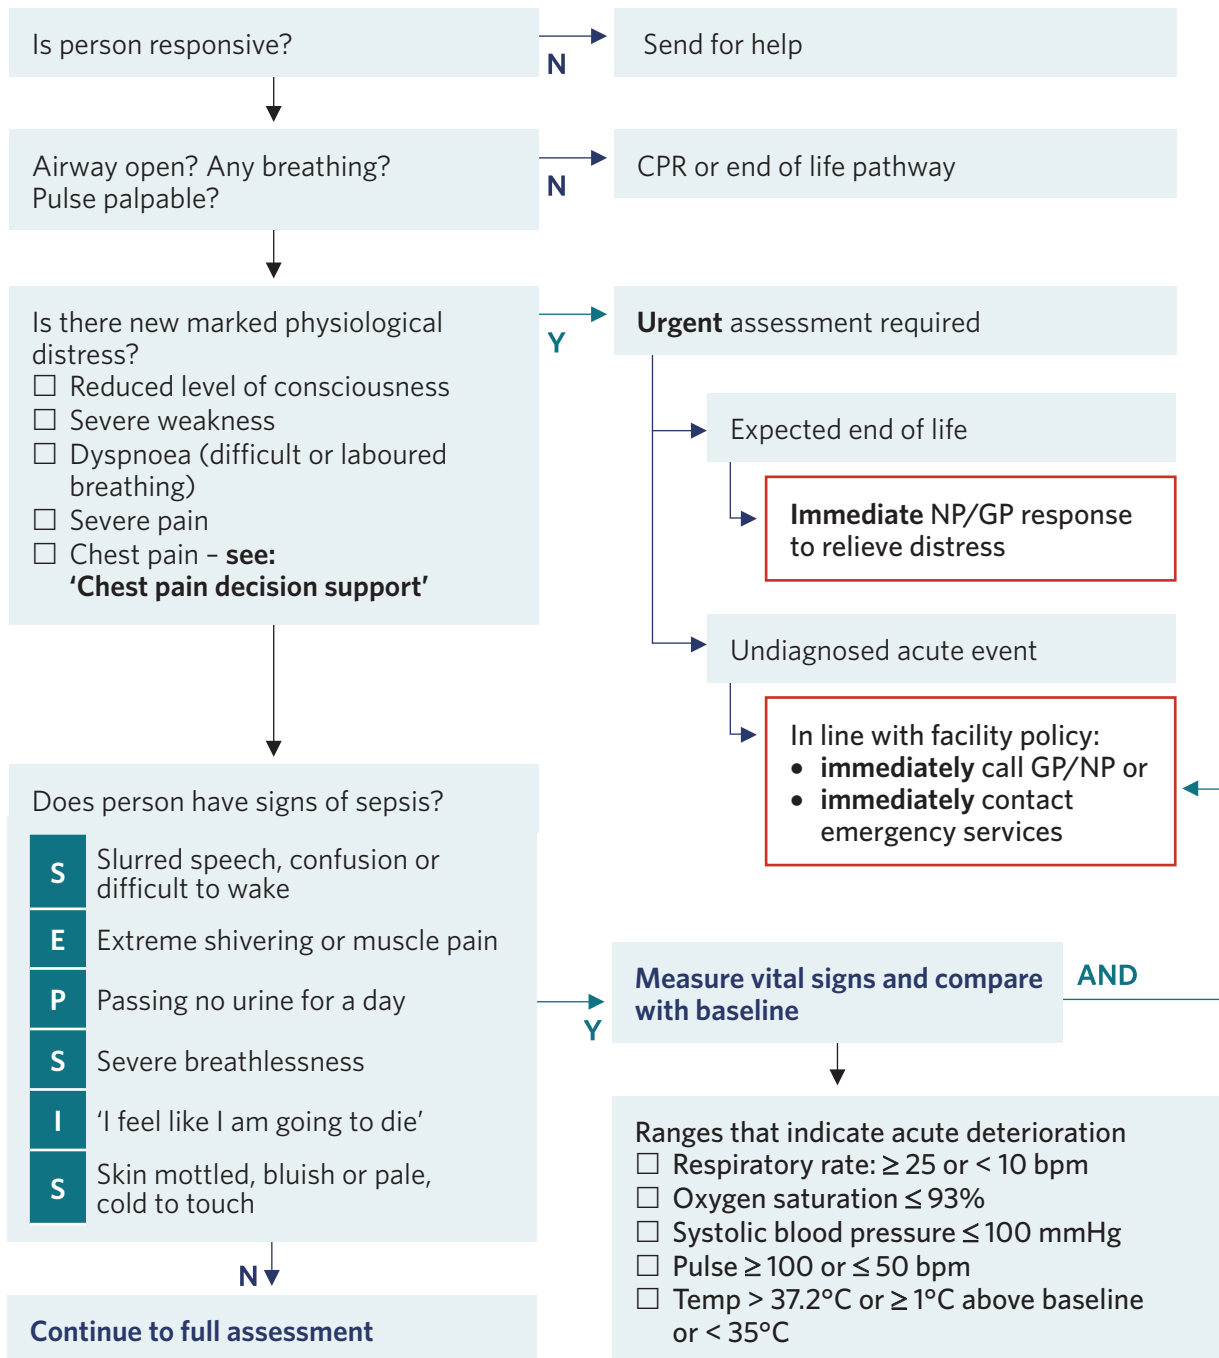 Is person responsive?
N
Send for help
Airway open? Any breathing?
Pulse palpable?
N
CPR or end of life pathway
Is there new marked physiological
distress?
☐ Reduced level of consciousness
☐ Severe weakness
☐ Dyspnoea (difficult or laboured
breathing)
☐ Severe pain
☐ Chest pain – see:
‘Chest pain decision support’
Y
Urgent assessment required
Expected end of life
Immediate NP/GP response
to relieve distress
Undiagnosed acute event
In line with facility policy:
• immediately call GP/NP or
• immediately contact
emergency services
Does person have signs of sepsis?
S Slurred speech, confusion or
difficult to wake
E Extreme shivering or muscle pain
P Passing no urine for a day
S Severe breathlessness
I ‘I feel like I am going to die’
S Skin mottled, bluish or pale,
cold to touch
Y
Measure vital signs and compare
with baseline
AND
Ranges that indicate acute deterioration
☐ Respiratory rate: ≥ 25 or < 10 bpm
☐ Oxygen saturation ≤ 93%
☐ Systolic blood pressure ≤ 100 mmHg
☐ Pulse ≥ 100 or ≤ 50 bpm
☐ Temp > 37.2°C or ≥ 1°C above baseline
or < 35°C
N
Continue to full assessment